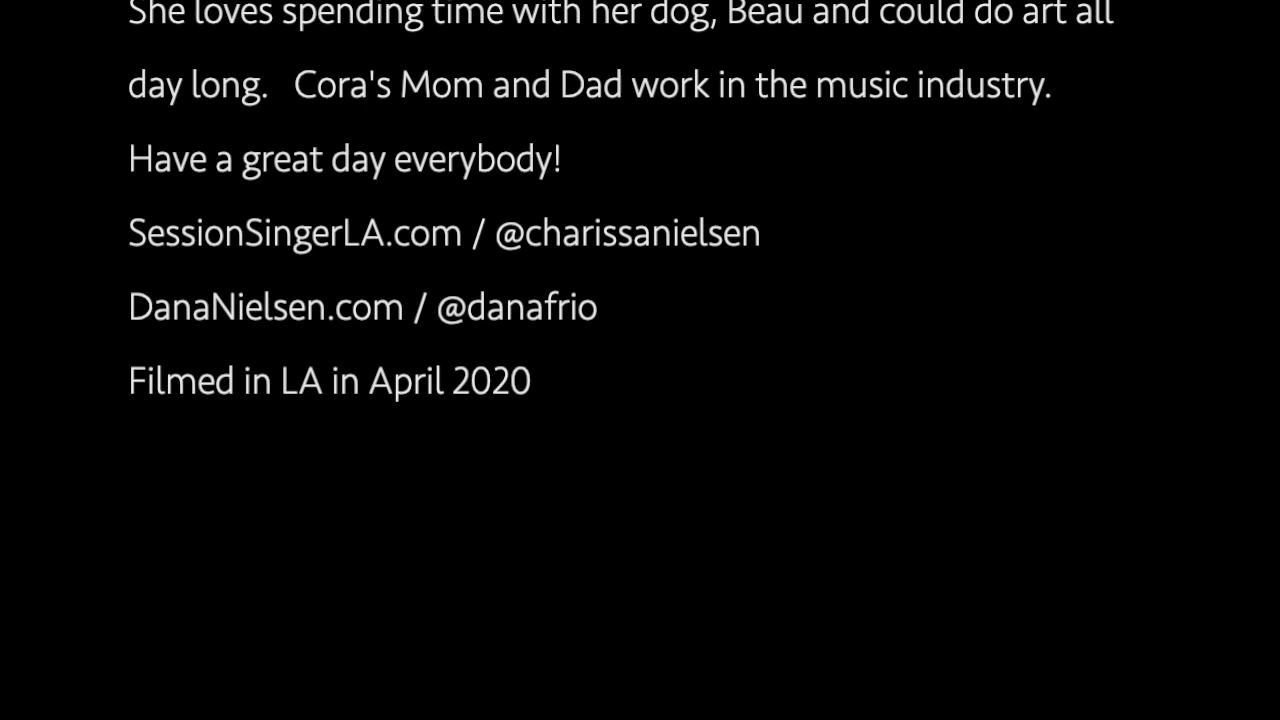 She loves spending time with her dog, Beau and could do art all
day long.   Cora's Mom and Dad work in the music industry.
Have a great day everybody!
SessionSingerLA.com / @charissanielsen
DanaNielsen.com / @danafrio
Filmed in LA in April 2020